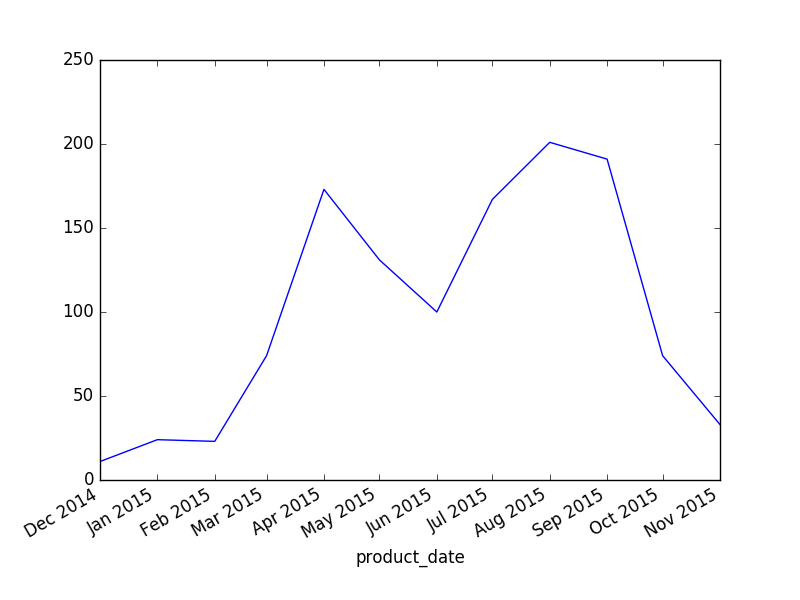 250
200
150
100
50
0
Dec 2014
Jan 2015
Feb 2015
Mar 2015
Apr 2015
May 2015
Jun 2015
Jul 2015
Aug 2015
Sep 2015
Oct 2015
Nov 2015
product_date